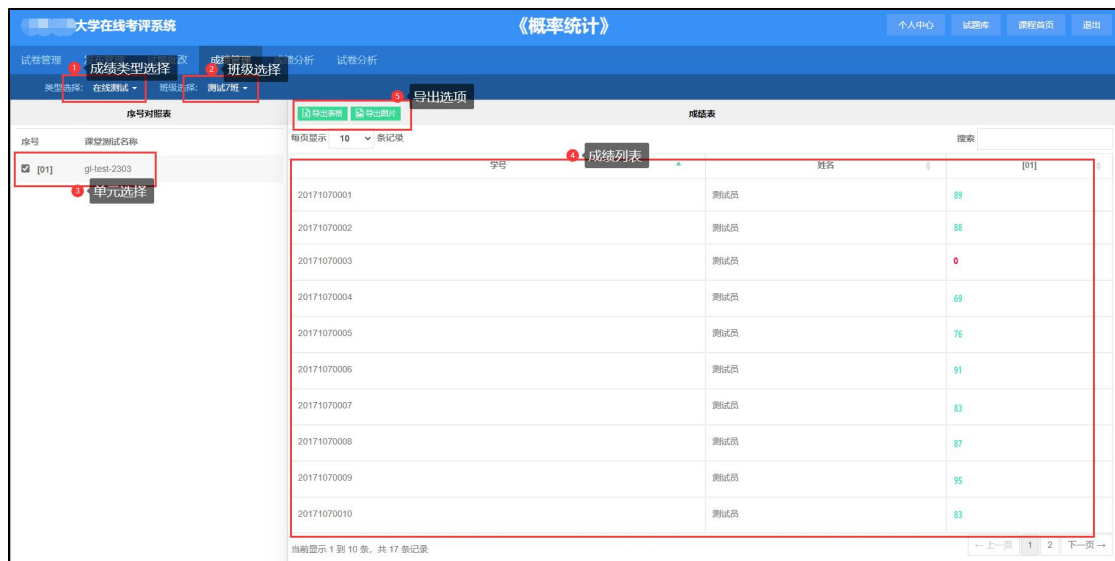 大学在线考评系统
《概率统计》
个人中心 试题库 课程首页 退出
试卷管理 改 成绩管理 绩分析 试卷分析
1 成绩类型选择 2 班级选择
类型选择: 在线测试 班级选择: 测试7班
5 导出选项
序号对照表
导出表格 导出图片
成绩表
序号 课堂测试名称
每页显示 10 条记录
搜索
4 成绩列表
学号 姓名 [01]
[01] gl-test-2303
3 单元选择
20171070001 测试员 89
20171070002 测试员 88
20171070003 测试员 0
20171070004 测试员 69
20171070005 测试员 76
20171070006 测试员 91
20171070007 测试员 83
20171070008 测试员 87
20171070009 测试员 95
20171070010 测试员 83
当前显示 1 到 10 条，共 17 条记录
←上一页 1 2 下一页→